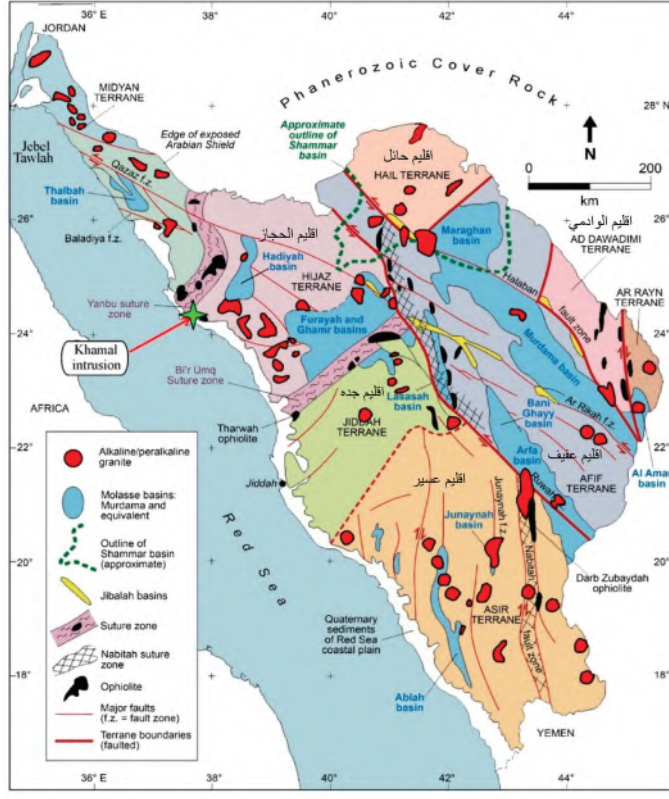 36° E
38°
40°
42°
44°
JORDAN
28° N
26°
24°
22°
20°
18°
Phanerozoic Cover Rock
MIDYAN
TERRANE
Jebel
Tawlah
Edge of exposed
Arabian Shield
Qazaz f.z.
Thalbah
basin
Baladiya f.z.
Approximate
outline of
Shammar
basin
اقليم حائل
HAIL TERRANE
N
0
200
km
اقليم الحجاز
Hadiyah
basin
HIJAZ
TERRANE
Maraghan
basin
اقليم الوادمي
AD DAWADIMI
TERRANE
Halaban
fault zone
AR RAYN
TERRANE
Yanbu suture
zone
Khamal
intrusion
Furayah and
Ghamr basins
Murdama basin
Bi'r Umq
Suture zone
AFRICA
Tharwah
ophiolite
اقليم جده
JIDDAH
TERRANE
Lasasah
basin
Bani
Ghayy
basin
Ar Rikah f.z.
Arfa
basin
اقليم عفيف
AFIF
TERRANE
Al Amar
basin
Ruwah
f.z.
Jiddah
Red Sea
اقليم عسير
Junaynah
basin
Junaynah f.z.
Nabitah
fault zone
Darb Zubaydah
ophiolite
ASIR
TERRANE
Quaternary
sediments
of Red Sea
coastal plain
Ablah
basin
YEMEN
Alkaline/peralkaline
granite
Molasse basins:
Murdama and
equivalent
Outline of
Shammar basin
(approximate)
Jibalah basins
Suture zone
Nabitah suture
zone
Ophiolite
Major faults
(f.z. = fault zone)
Terrane boundaries
(faulted)
36° E
38°
40°
42°
44°